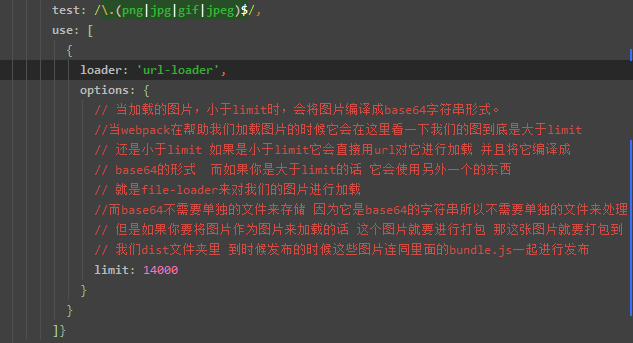 test: /\.(png|jpg|gif|jpeg)$/,
use: [
{
loader: 'url-loader',
options: {
// 当加载的图片，小于limit时，会将图片编译成base64字符串形式。
//当webpack在帮助我们加载图片的时候它会在这里看一下我们的图到底是大于limit
// 还是小于limit 如果是小于limit它会直接用url对它进行加载 并且将它编译成
// base64的形式  而如果你是大于limit的话 它会使用另外一个的东西
// 就是file-loader来对我们的图片进行加载
//而base64不需要单独的文件来存储 因为它是base64的字符串所以不需要单独的文件来处理
// 但是如果你要将图片作为图片来加载的话 这个图片就要进行打包 那这张图片就要打包到
// 我们dist文件夹里 到时候发布的时候这些图片连同里面的bundle.js一起进行发布
limit: 14000
}
}
]}